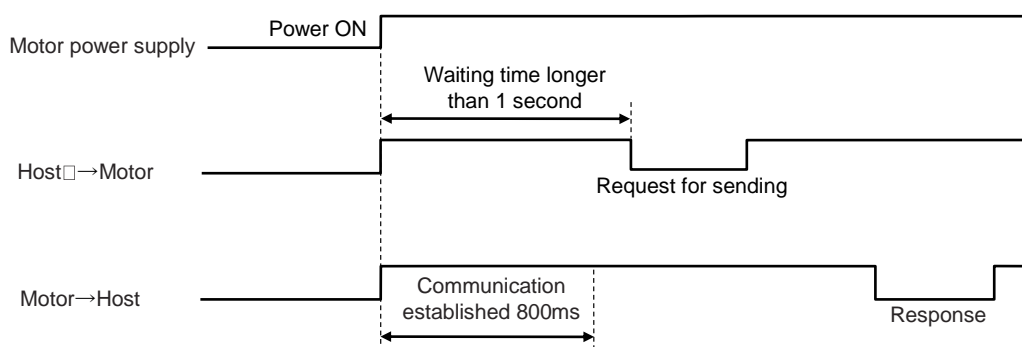 Power ON
Motor power supply
Waiting time longer
than 1 second
Host□→Motor
Request for sending
Motor→Host
Communication
established 800ms
Response